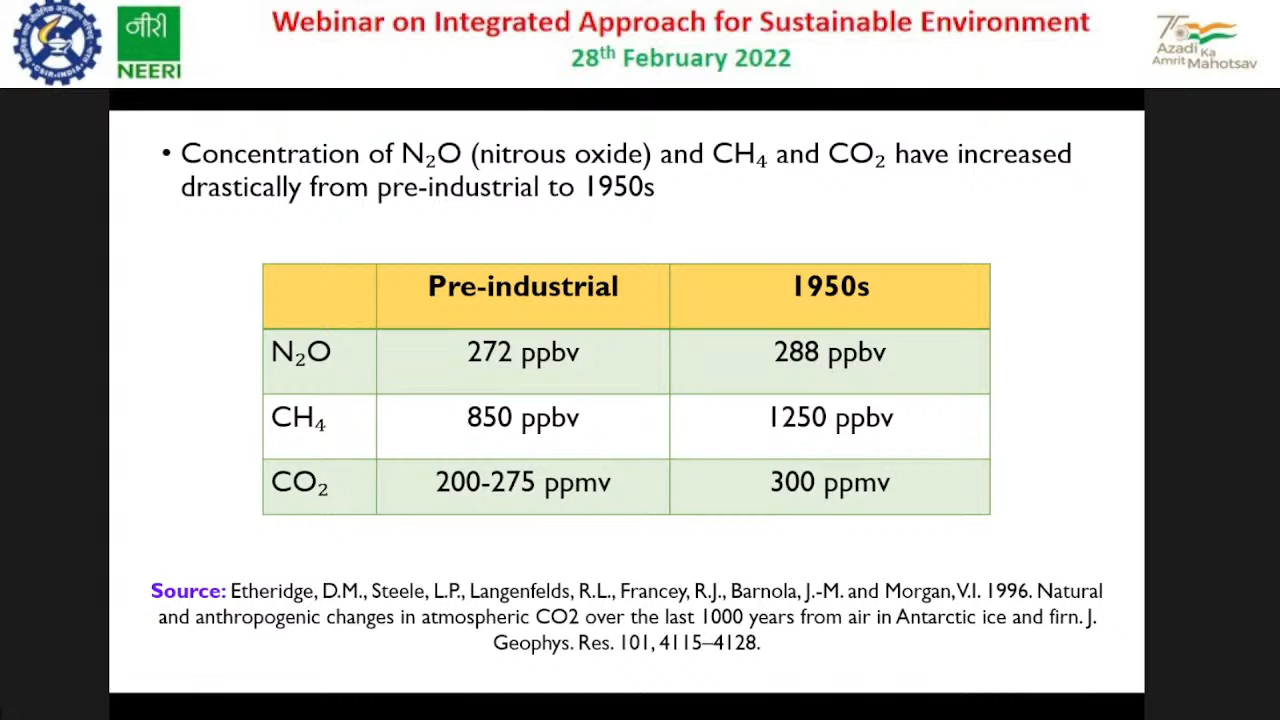 Webinar on Integrated Approach for Sustainable Environment
28th February 2022
नीरी
NEERI
CSIR-INDIA
75
Azadi Ka
Amrit Mahotsav
• Concentration of N₂O (nitrous oxide) and CH₄ and CO₂ have increased
drastically from pre-industrial to 1950s
Pre-industrial 1950s
N₂O 272 ppbv 288 ppbv
CH₄ 850 ppbv 1250 ppbv
CO₂ 200-275 ppmv 300 ppmv
Source: Etheridge, D.M., Steele, L.P., Langenfelds, R.L., Francey, R.J., Barnola, J.-M. and Morgan, V.I. 1996. Natural
and anthropogenic changes in atmospheric CO2 over the last 1000 years from air in Antarctic ice and firn. J.
Geophys. Res. 101, 4115–4128.